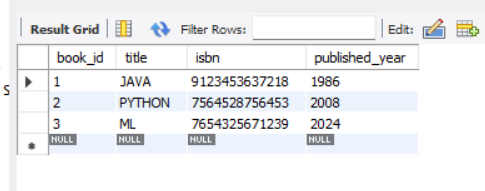 Result Grid Filter Rows: Edit:
book_id title isbn published_year
1 JAVA 9123453637218 1986
s
2 PYTHON 7564528756453 2008
3 ML 7654325671239 2024
NULL NULL NULL NULL